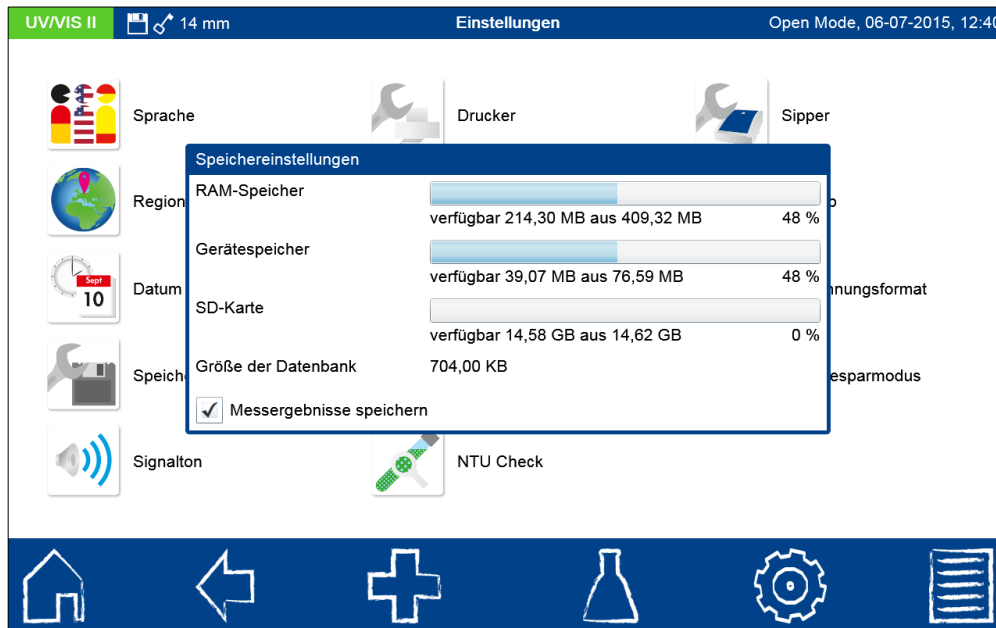 UV/VIS II 14 mm Einstellungen Open Mode, 06-07-2015, 12:40
Sprache Drucker Sipper
Speichereinstellungen
RAM-Speicher
Region
verfügbar 214,30 MB aus 409,32 MB 48 %
Gerätespeicher
verfügbar 39,07 MB aus 76,59 MB 48 %
Sept
10
Datum nungsformat
SD-Karte
verfügbar 14,58 GB aus 14,62 GB 0 %
Größe der Datenbank 704,00 KB
Speich esparmodus
Messergebnisse speichern
Signalton NTU Check